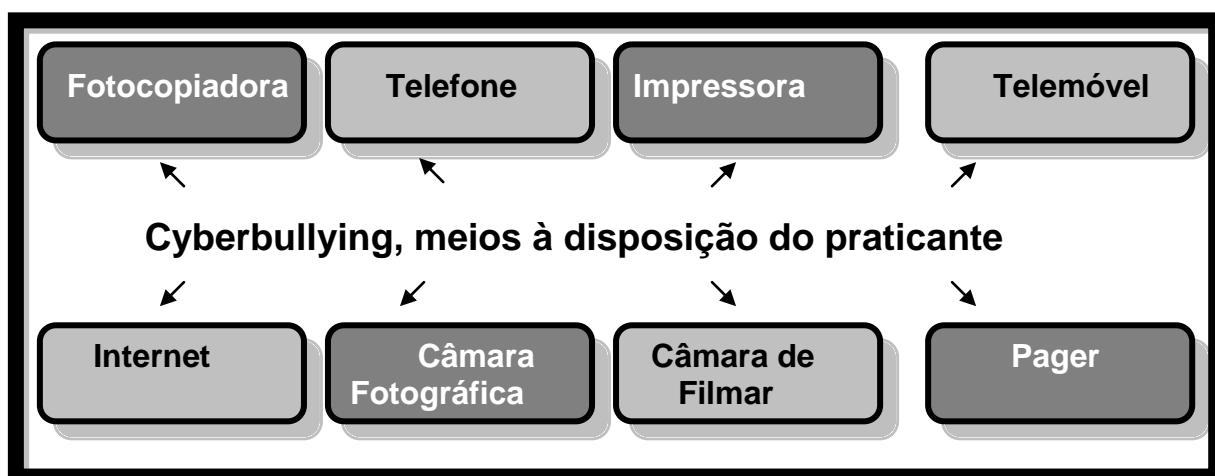 Fotocopiadora
Telefone
Impressora
Telemóvel
Cyberbullying, meios à disposição do praticante
Internet
Câmara
Fotográfica
Câmara de
Filmar
Pager